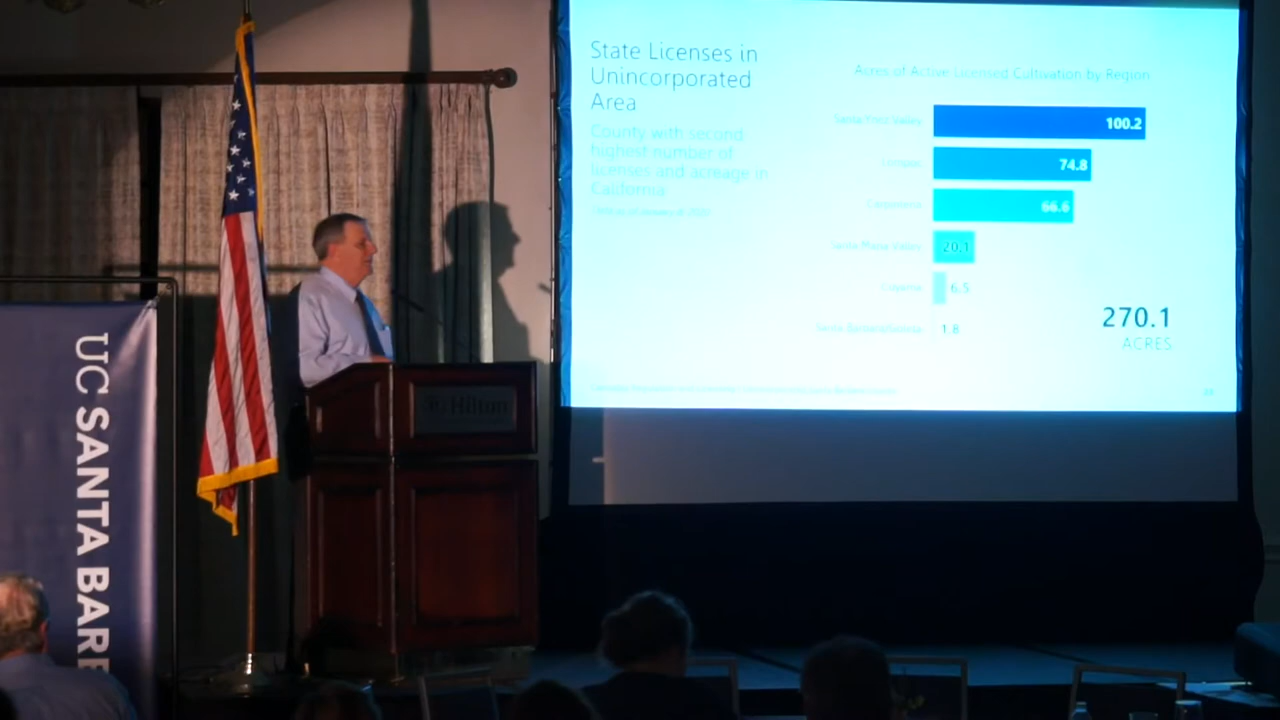 State Licenses in
Unincorporated
Area
County with second
highest number of
licenses and acreage in
California
Acres of Active Licensed Cultivation by Region
Santa Ynez Valley
100.2
Lompoc
74.8
Carpinteria
66.6
Santa Maria Valley
20.1
Cuyama
6.5
1.8
270.1
ACRES
Hilton
UC SANTA BARB